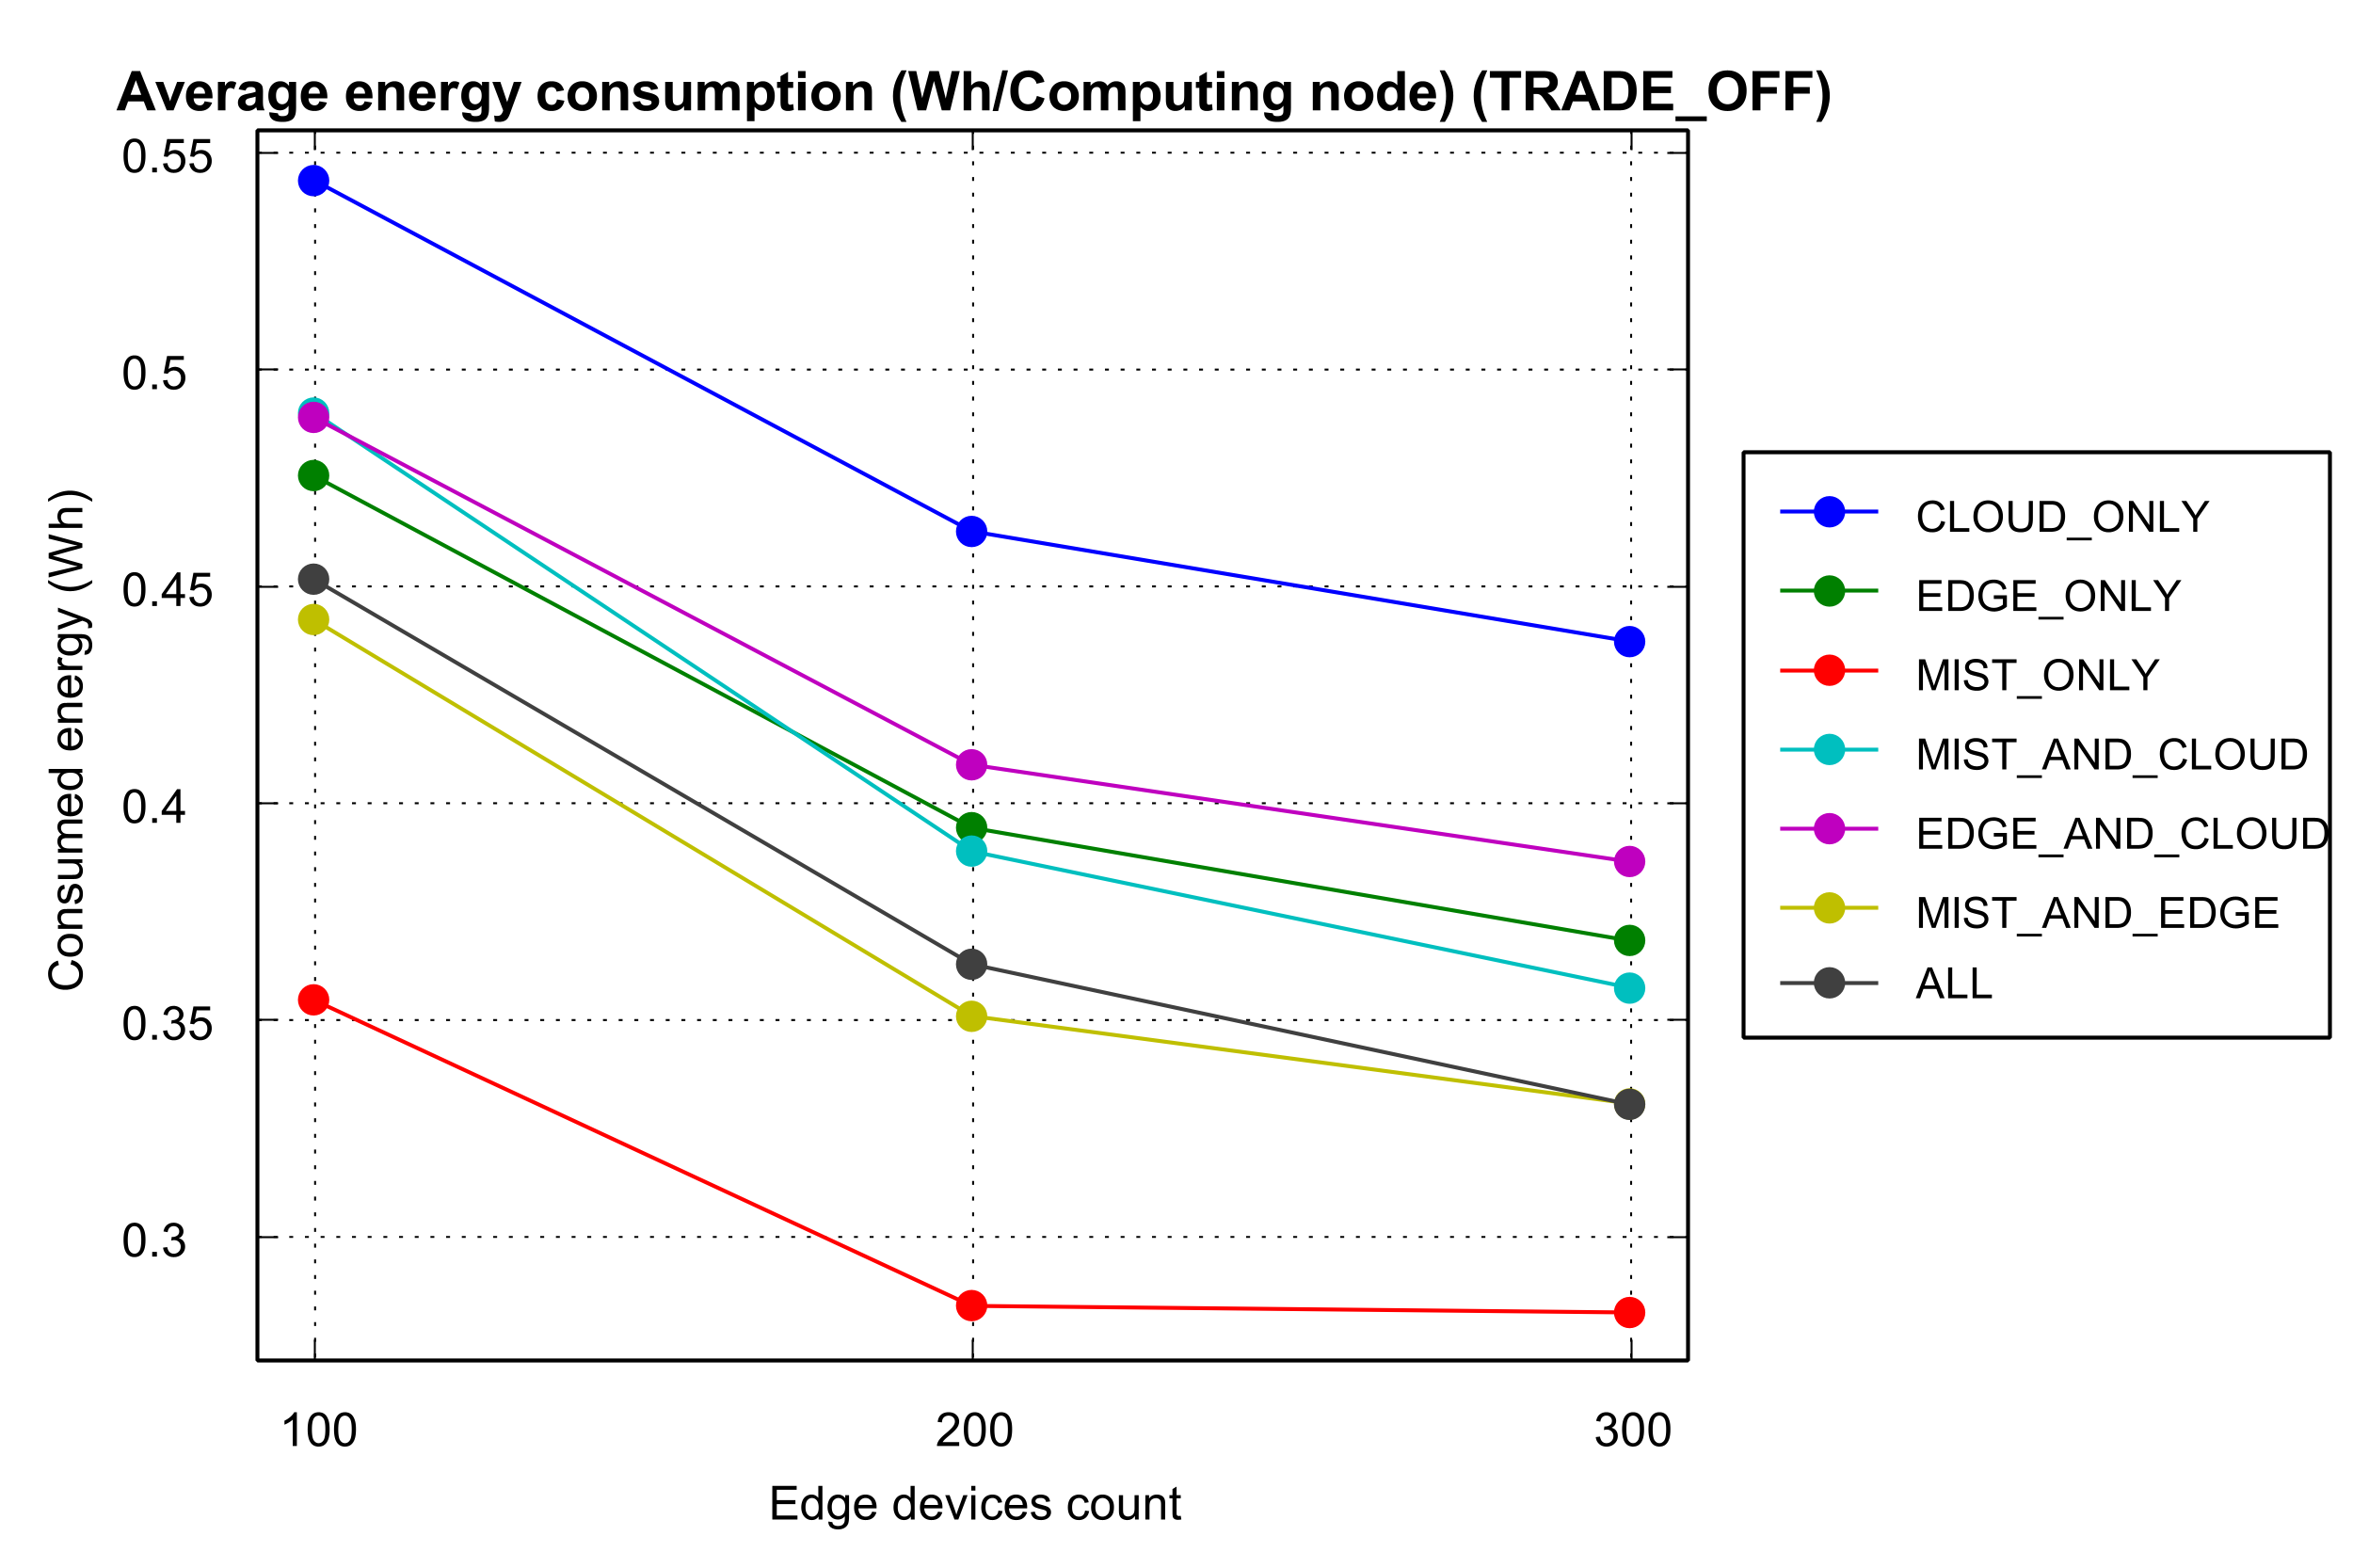 Average energy consumption (Wh/Computing node) (TRADE_OFF)
0.55
0.5
0.45
0.4
0.35
0.3
Consumed energy (Wh)
100 200 300
Edge devices count
CLOUD_ONLY
EDGE_ONLY
MIST_ONLY
MIST_AND_CLOUD
EDGE_AND_CLOUD
MIST_AND_EDGE
ALL